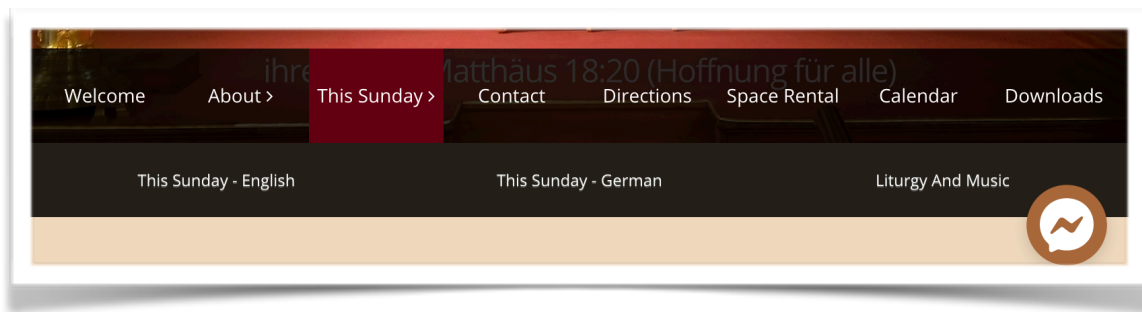 ihre Matthäus 18:20 (Hoffnung für alle)
Welcome About > This Sunday > Contact Directions Space Rental Calendar Downloads
This Sunday - English This Sunday - German Liturgy And Music